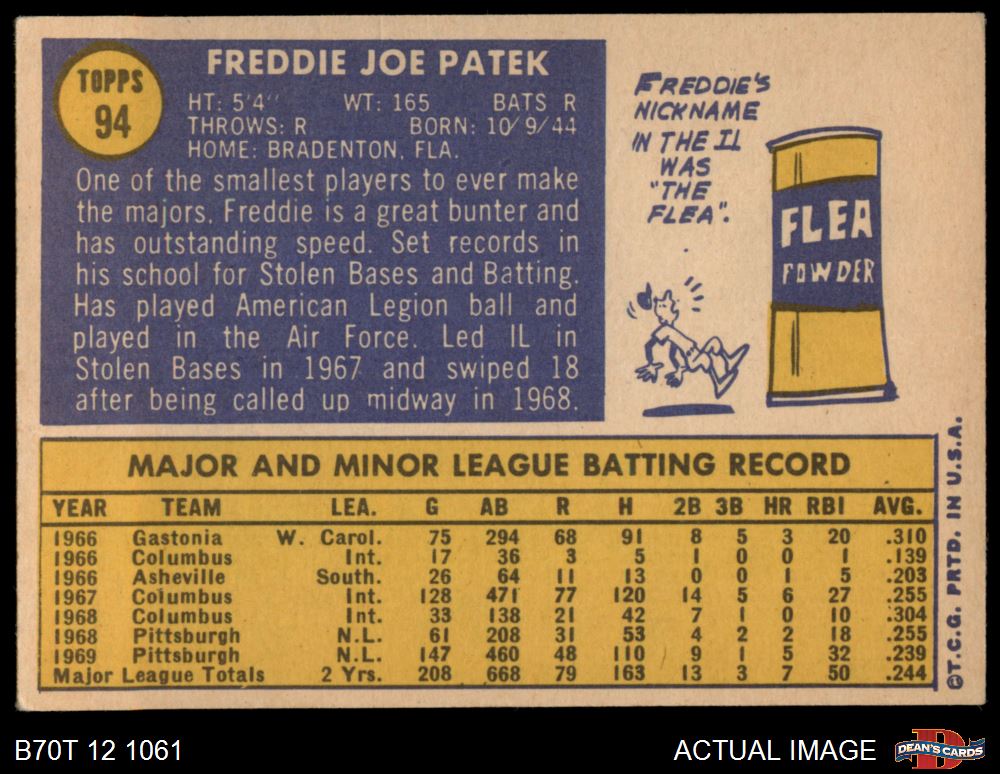 TOPPS
94
FREDDIE JOE PATEK
HT: 5'4" WT: 165 BATS R
THROWS: R BORN: 10/9/44
HOME: BRADENTON, FLA.
One of the smallest players to ever make
the majors, Freddie is a great bunter and
has outstanding speed. Set records in
his school for Stolen Bases and Batting.
Has played American Legion ball and
played in the Air Force. Led IL in
Stolen Bases in 1967 and swiped 18
after being called up midway in 1968.
FREDDIE'S
NICKNAME
IN THE IL
WAS
"THE
FLEA".
FLEA
POWDER
MAJOR AND MINOR LEAGUE BATTING RECORD
YEAR TEAM LEA. G AB R H 2B 3B HR RBI AVG.
1966 Gastonia W. Carol. 75 294 68 91 8 5 3 20 .310
1966 Columbus Int. 17 36 3 5 1 0 0 1 .139
1966 Asheville South. 26 64 11 13 0 0 1 5 .203
1967 Columbus Int. 128 471 77 120 14 5 6 27 .255
1968 Columbus Int. 33 138 21 42 7 1 0 10 .304
1968 Pittsburgh N.L. 61 208 31 53 4 2 2 18 .255
1969 Pittsburgh N.L. 147 460 48 110 9 1 5 32 .239
Major League Totals 2 Yrs. 208 668 79 163 13 3 7 50 .244
©T.C.G. PRTD. IN U.S.A.
B70T 12 1061
ACTUAL IMAGE
DEAN'S CARDS